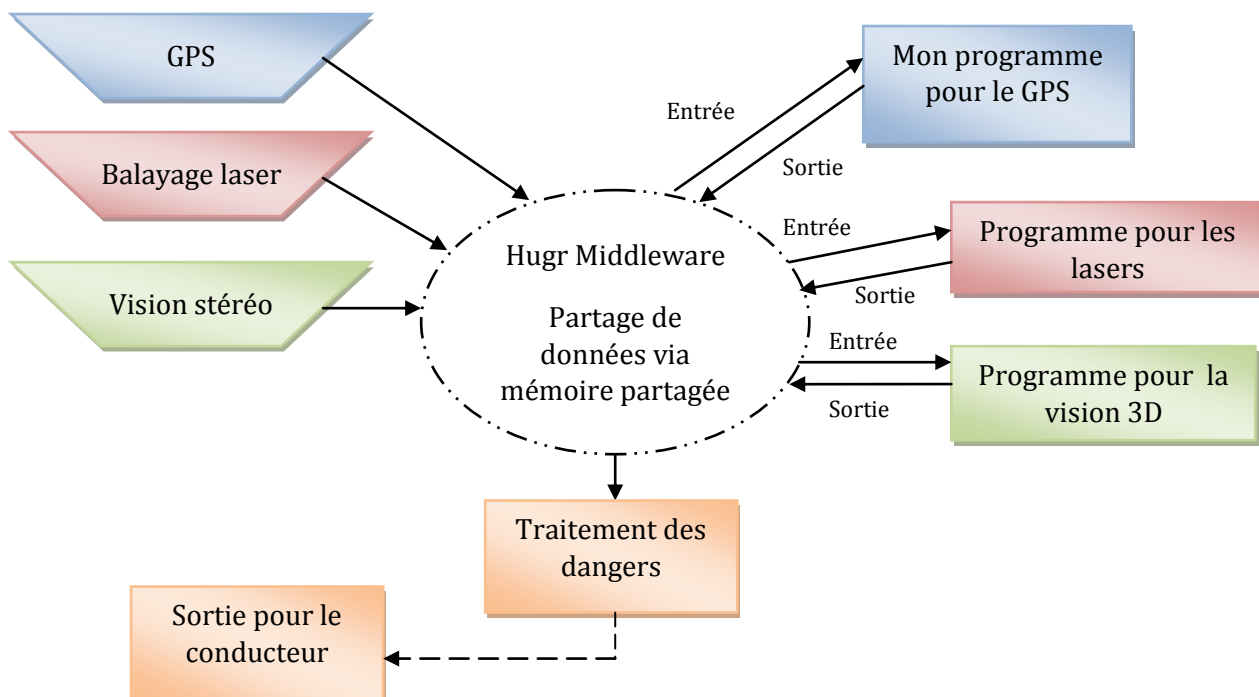 GPS
Balayage laser
Vision stéréo
Hugr Middleware
Partage de
données via
mémoire partagée
Entrée
Sortie
Mon programme
pour le GPS
Entrée
Sortie
Programme pour les
lasers
Entrée
Sortie
Programme pour la
vision 3D
Traitement des
dangers
Sortie pour le
conducteur